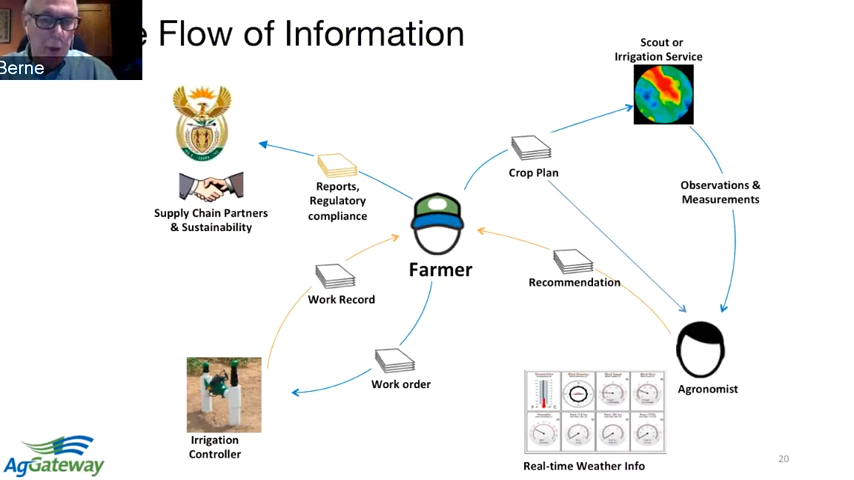 e Flow of Information
Berne
Scout or
Irrigation Service
Crop Plan
Observations &
Measurements
Reports,
Regulatory
compliance
Supply Chain Partners
& Sustainability
Farmer
Recommendation
Work Record
Work order
Agronomist
Irrigation
Controller
Real-time Weather Info
AgGateway
20